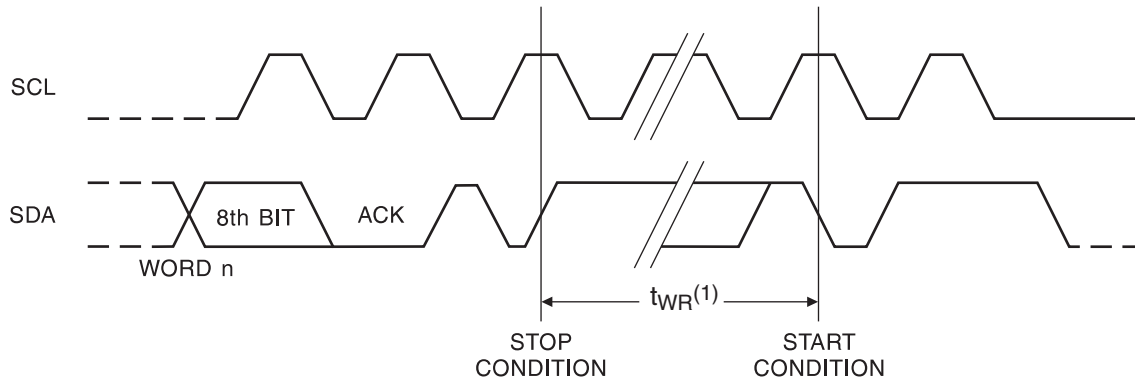 SCL
SDA
8th BIT
ACK
WORD n
tWR(1)
STOP
CONDITION
START
CONDITION